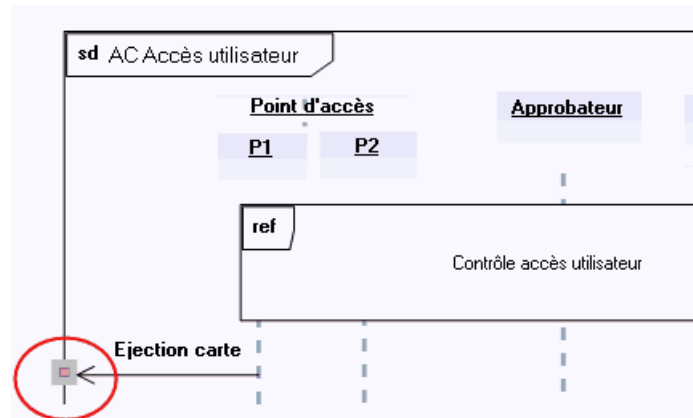 sd AC Accès utilisateur
Point d'accès
Approbateur
P1
P2
ref
Contrôle accès utilisateur
Ejection carte